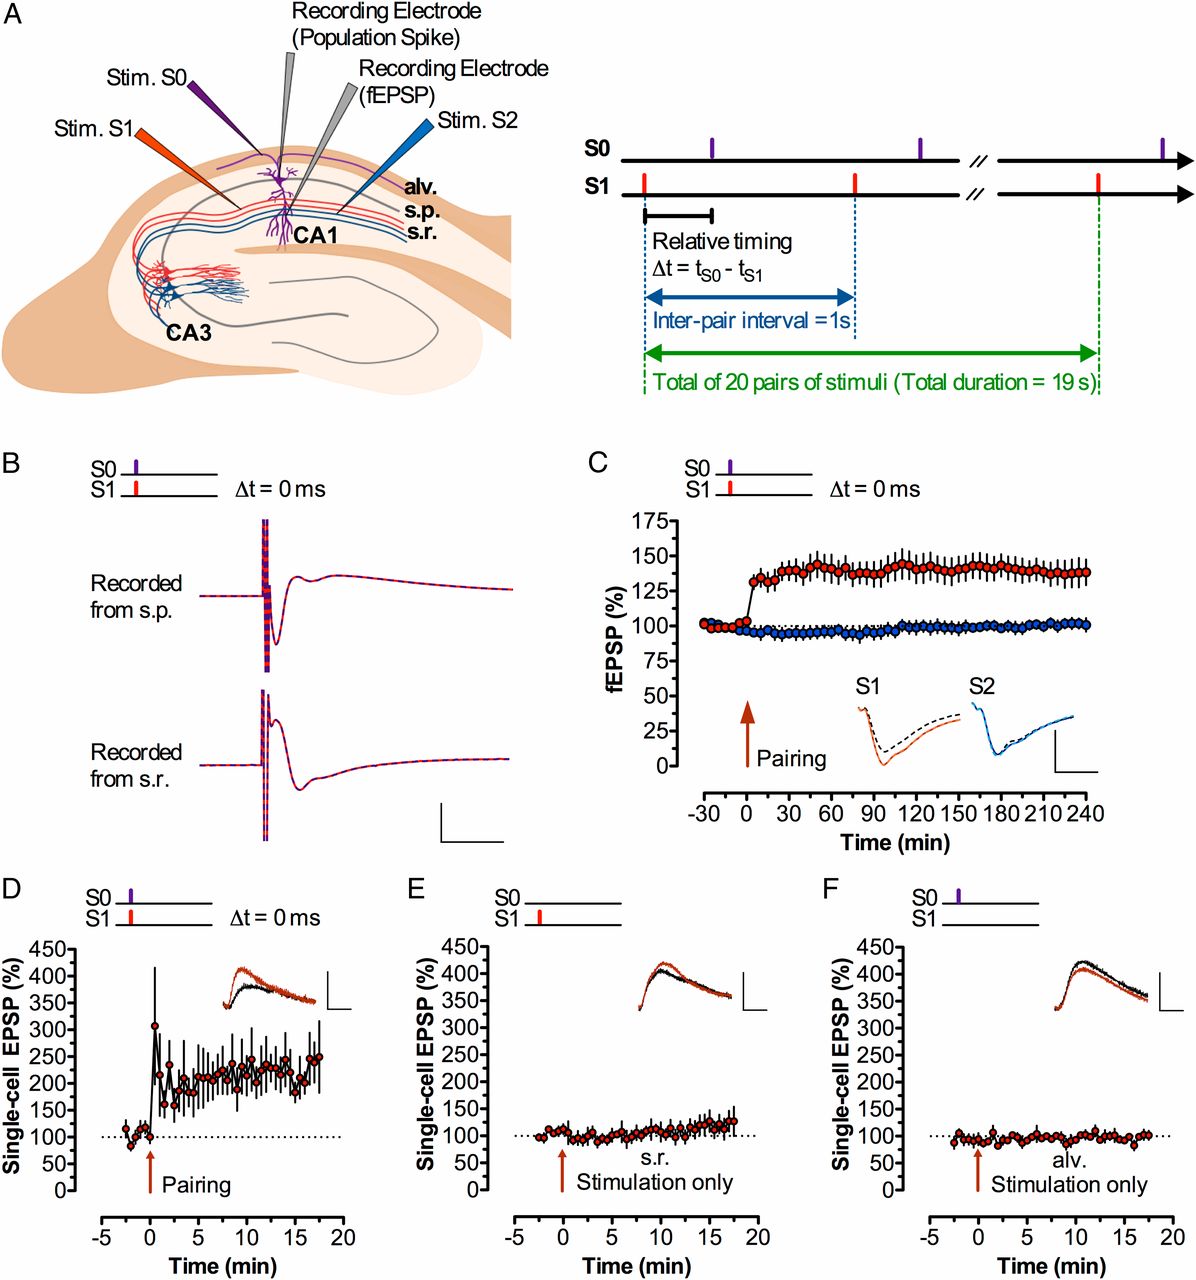 A
Recording Electrode
(Population Spike)
Recording Electrode
(fEPSP)
Stim. S0
Stim. S1
Stim. S2
alv.
s.p.
s.r.
CA1
CA3
S0
S1
Relative timing
Δt = tS0 - tS1
Inter-pair interval =1s
Total of 20 pairs of stimuli (Total duration = 19 s)
B
S0
S1
Δt = 0 ms
Recorded
from s.p.
Recorded
from s.r.
C
S0
S1
Δt = 0 ms
fEPSP (%)
175
150
125
100
75
50
25
0
S1
S2
Pairing
-30 0 30 60 90 120 150 180 210 240
Time (min)
D
S0
S1
Δt = 0 ms
Single-cell EPSP (%)
450
400
350
300
250
200
150
100
50
0
Pairing
-5 0 5 10 15 20
Time (min)
E
S0
S1
Single-cell EPSP (%)
450
400
350
300
250
200
150
100
50
0
s.r.
Stimulation only
-5 0 5 10 15 20
Time (min)
F
S0
S1
Single-cell EPSP (%)
450
400
350
300
250
200
150
100
50
0
alv.
Stimulation only
-5 0 5 10 15 20
Time (min)